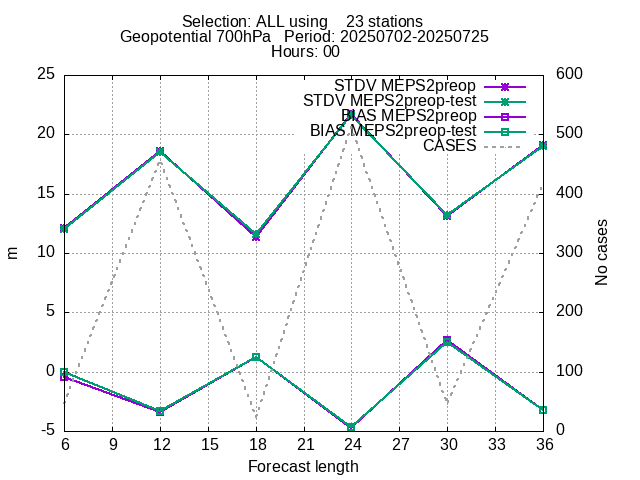 Selection: ALL using    23 stations
Geopotential 700hPa   Period: 20250702-20250725
Hours: 00
STDV MEPS2preop
STDV MEPS2preop-test
BIAS MEPS2preop
BIAS MEPS2preop-test
CASES
25
20
15
10
5
0
-5
m
600
500
400
300
200
100
0
No cases
6 9 12 15 18 21 24 27 30 33 36
Forecast length